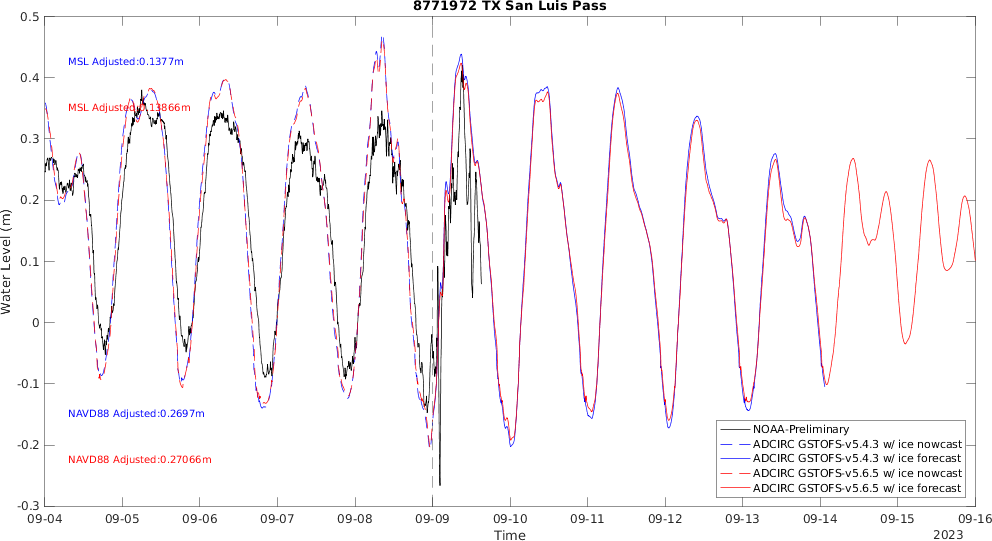 8771972 TX San Luis Pass
0.5
0.4
0.3
0.2
0.1
0
-0.1
-0.2
-0.3
Water Level (m)
MSL Adjusted:0.1377m
MSL Adjusted:0.13866m
NAVD88 Adjusted:0.2697m
NAVD88 Adjusted:0.27066m
NOAA-Preliminary
ADCIRC GSTOFS-v5.4.3 w/ ice nowcast
ADCIRC GSTOFS-v5.4.3 w/ ice forecast
ADCIRC GSTOFS-v5.6.5 w/ ice nowcast
ADCIRC GSTOFS-v5.6.5 w/ ice forecast
09-04 09-05 09-06 09-07 09-08 09-09 09-10 09-11 09-12 09-13 09-14 09-15 09-16
Time
2023